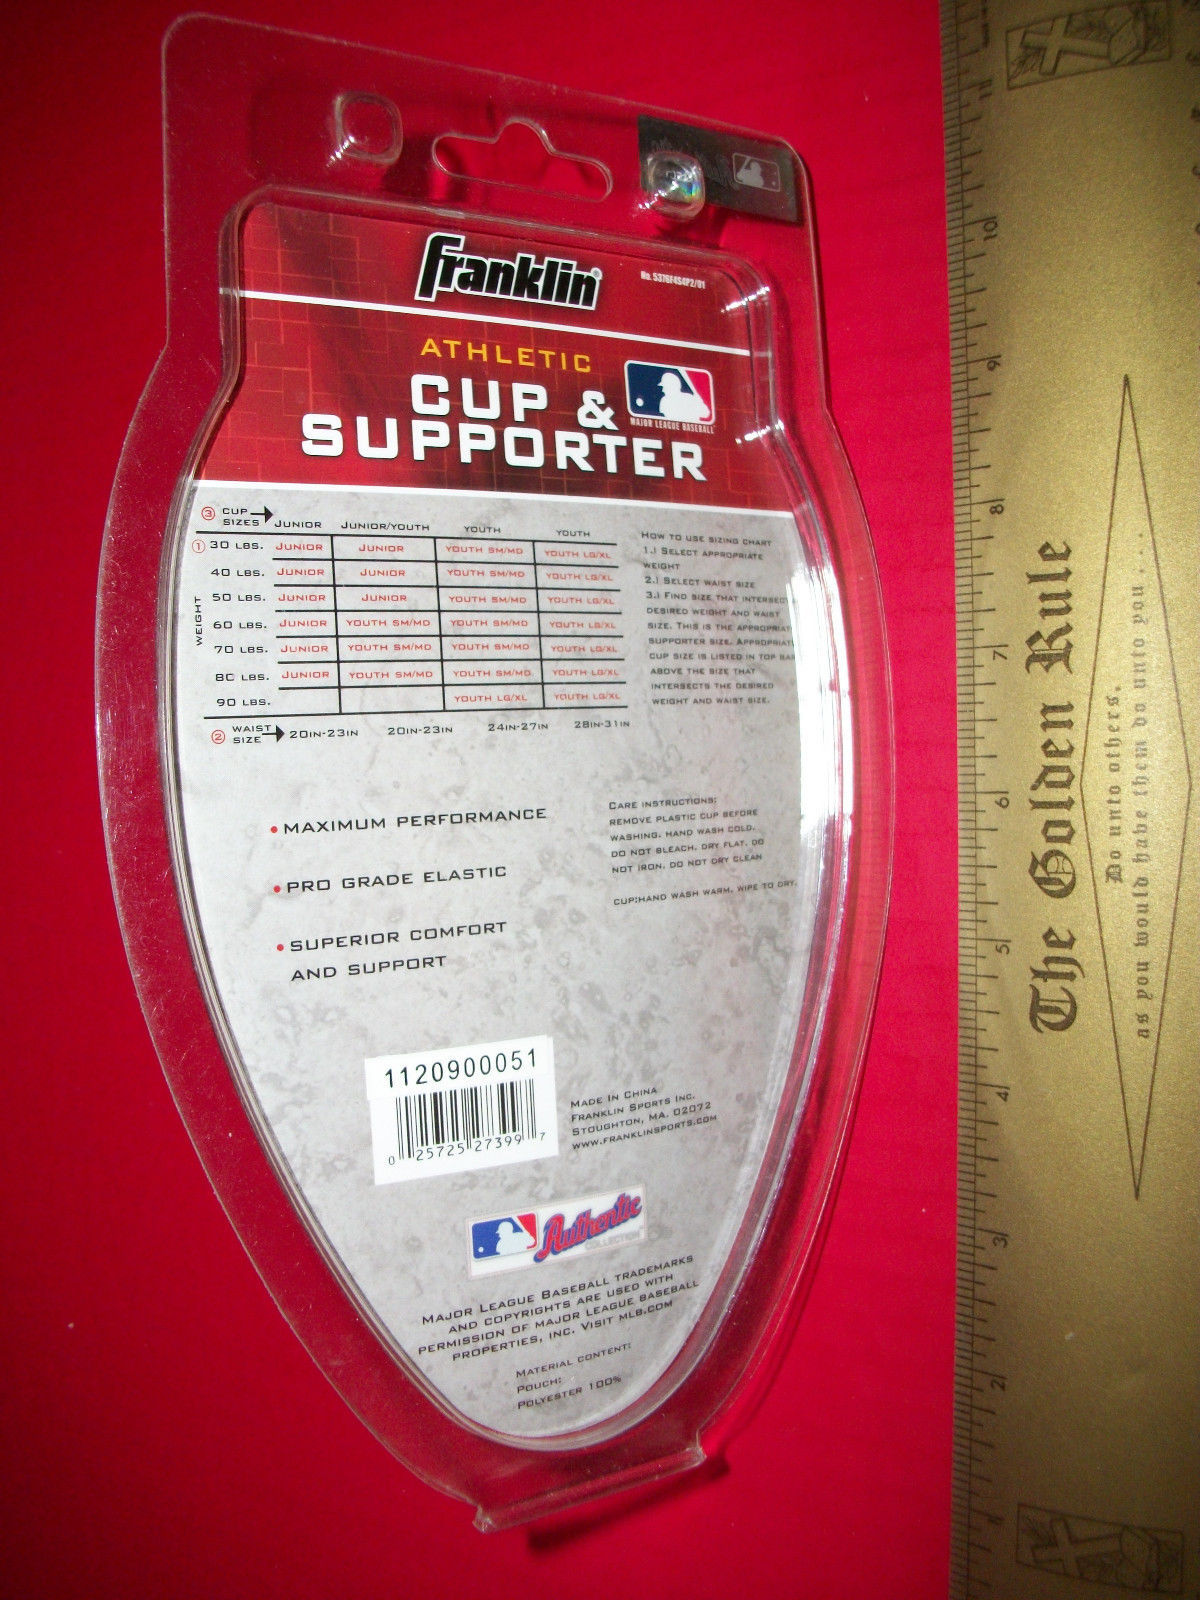 franklin®
No. 5376F4S4P2/01
ATHLETIC
CUP &
SUPPORTER
MAJOR LEAGUE BASEBALL
3 CUP SIZES JUNIOR JUNIOR/YOUTH YOUTH YOUTH
WEIGHT
1 30 LBS. JUNIOR JUNIOR YOUTH SM/MD YOUTH LG/XL
40 LBS. JUNIOR JUNIOR YOUTH SM/MD YOUTH LG/XL
50 LBS. JUNIOR JUNIOR YOUTH SM/MD YOUTH LG/XL
60 LBS. JUNIOR YOUTH SM/MD YOUTH SM/MD YOUTH LG/XL
70 LBS. JUNIOR YOUTH SM/MD YOUTH SM/MD YOUTH LG/XL
80 LBS. JUNIOR YOUTH SM/MD YOUTH SM/MD YOUTH LG/XL
90 LBS. YOUTH LG/XL YOUTH LG/XL
2 WAIST SIZE 20IN-23IN 20IN-23IN 24IN-27IN 28IN-31IN
HOW TO USE SIZING CHART
1.) SELECT APPROPRIATE
WEIGHT
2.) SELECT WAIST SIZE
3.) FIND SIZE THAT INTERSECT
DESIRED WEIGHT AND WAIST
SIZE. THIS IS THE APPROPRIAT
SUPPORTER SIZE. APPROPRIAT
CUP SIZE IS LISTED IN TOP BAR
ABOVE THE SIZE THAT
INTERSECTS THE DESIRED
WEIGHT AND WAIST SIZE.
• MAXIMUM PERFORMANCE
• PRO GRADE ELASTIC
• SUPERIOR COMFORT
AND SUPPORT
CARE INSTRUCTIONS:
REMOVE PLASTIC CUP BEFORE
WASHING. HAND WASH COLD.
DO NOT BLEACH. DRY FLAT. DO
NOT IRON. DO NOT DRY CLEAN
CUP:HAND WASH WARM. WIPE TO DRY.
1120900051
0 25725 27399 7
MADE IN CHINA
FRANKLIN SPORTS INC.
STOUGHTON, MA. 02072
WWW.FRANKLINSPORTS.COM
Authentic
COLLECTION
MAJOR LEAGUE BASEBALL TRADEMARKS
AND COPYRIGHTS ARE USED WITH
PERMISSION OF MAJOR LEAGUE BASEBALL
PROPERTIES, INC. VISIT MLB.COM
MATERIAL CONTENT:
POUCH:
POLYESTER 100%
The Golden Rule
Do unto others,
as you would have them do unto you ....
11
10
9
8
7
6
5
4
3
2
1